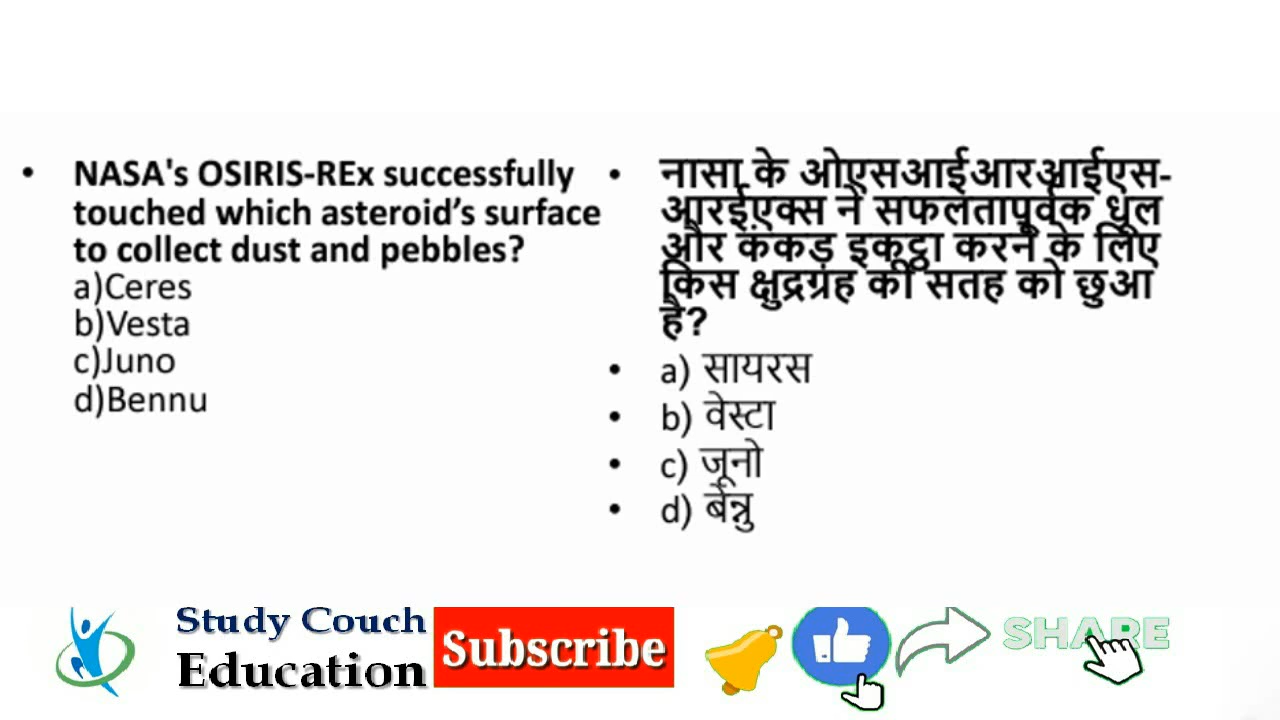 • NASA's OSIRIS-REx successfully
touched which asteroid's surface
to collect dust and pebbles?
a)Ceres
b)Vesta
c)Juno
d)Bennu
• नासा के ओएसआईआरआईएस-
आरईएक्स ने सफलतापूर्वक धूल
और कंकड़ इकट्ठा करने के लिए
किस क्षुद्रग्रह की सतह को छुआ
है?
• a) सायरस
• b) वेस्टा
• c) जूनो
• d) बेन्नु
Study Couch
Education
Subscribe
SHARE